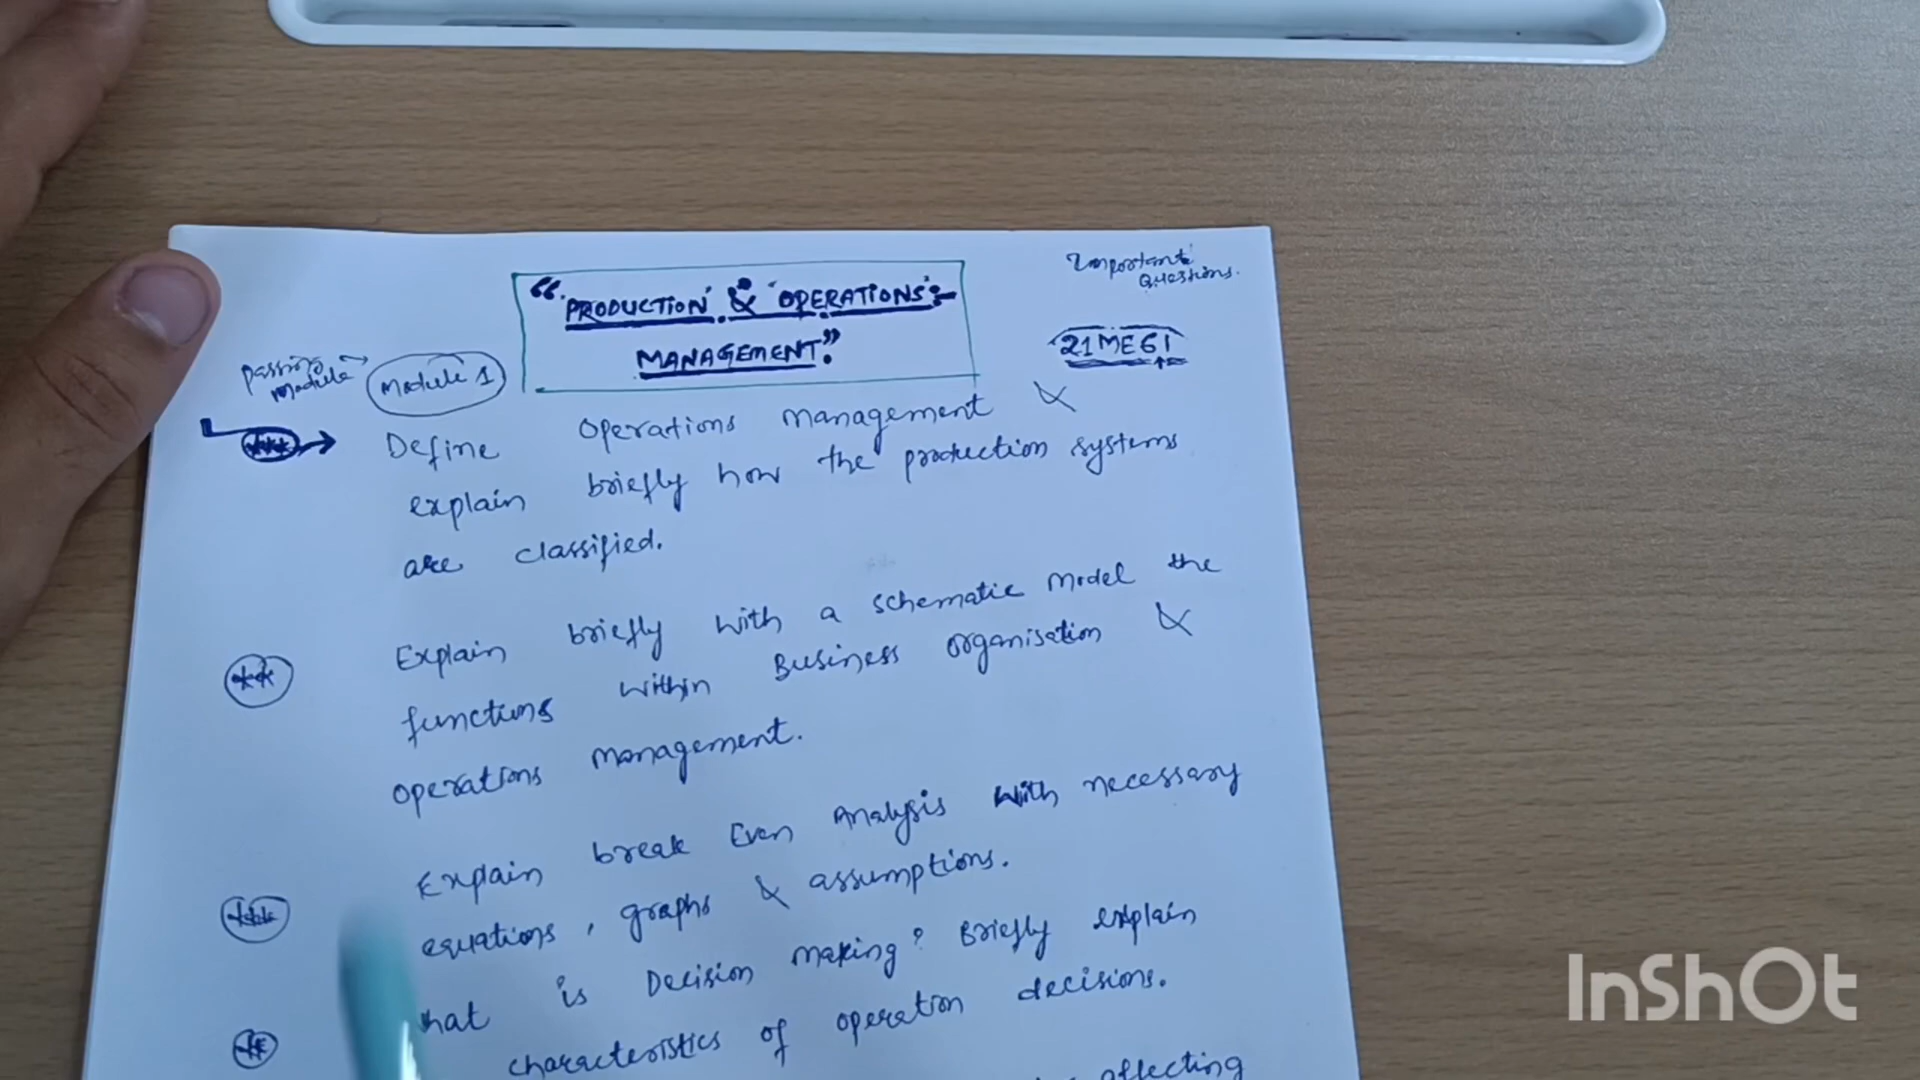 Important
Questions.
"PRODUCTION & OPERATIONS:-
MANAGEMENT."
21ME61
passing
module
Module 1
*** Define operations management &
explain briefly how the production systems
are classified.
** Explain briefly with a schematic model the
functions within Business organisation &
operations management.
*** Explain break Even Analysis with necessary
equations, graphs & assumptions.
hat is Decision making? Briefly explain
characteristics of operation decisions.
affecting
InShOt